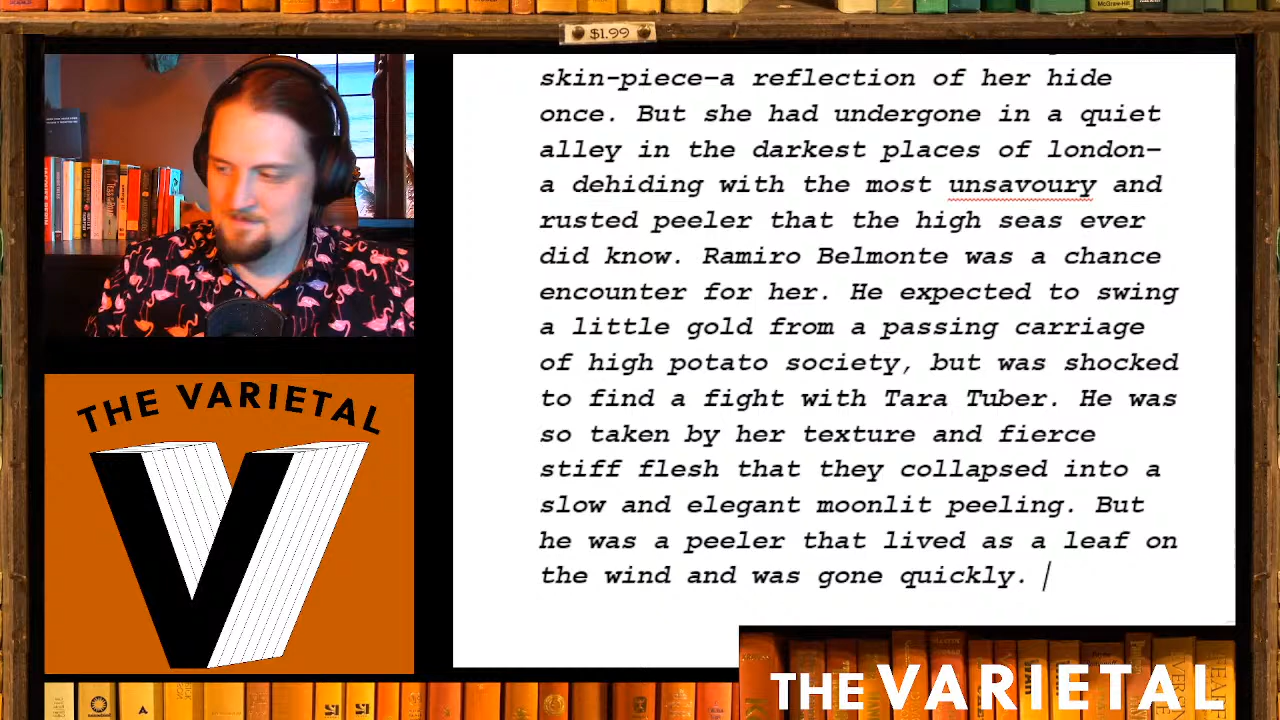 $1.99
skin-piece–a reflection of her hide
once. But she had undergone in a quiet
alley in the darkest places of london–
a dehiding with the most unsavoury and
rusted peeler that the high seas ever
did know. Ramiro Belmonte was a chance
encounter for her. He expected to swing
a little gold from a passing carriage
of high potato society, but was shocked
to find a fight with Tara Tuber. He was
so taken by her texture and fierce
stiff flesh that they collapsed into a
slow and elegant moonlit peeling. But
he was a peeler that lived as a leaf on
the wind and was gone quickly.
THE VARIETAL
V
THE VARIETAL